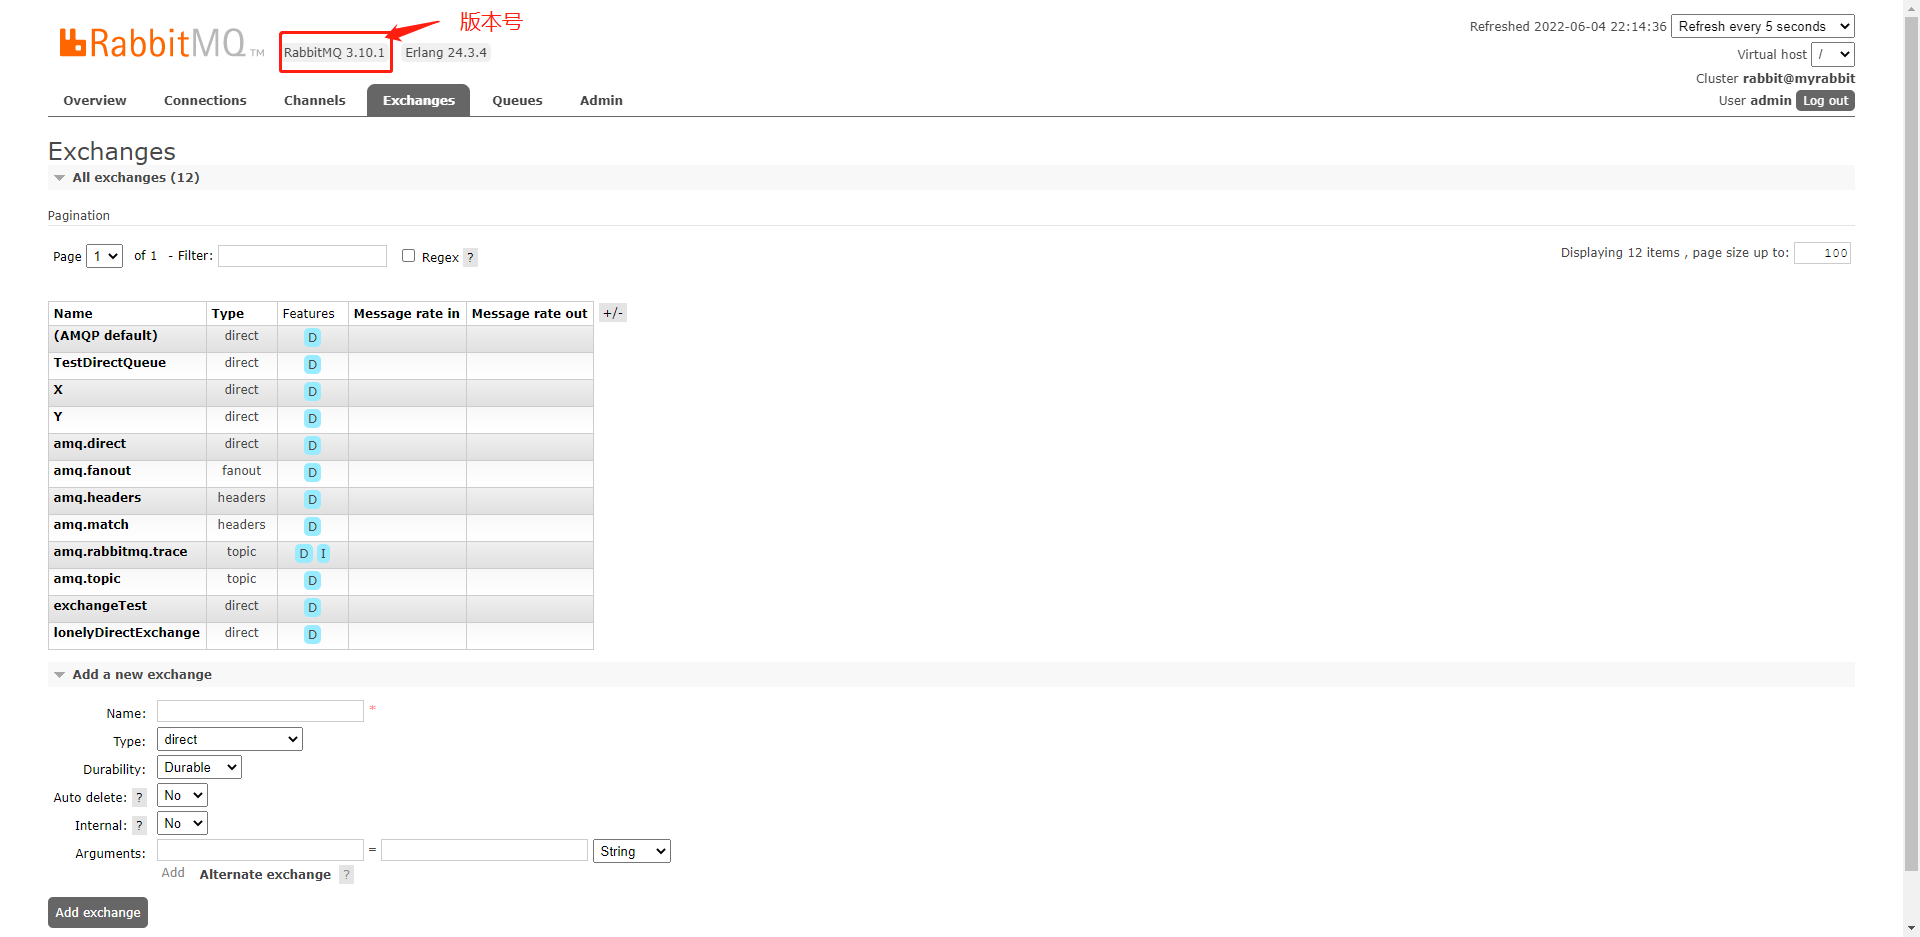 版本号
RabbitMQ TM RabbitMQ 3.10.1 Erlang 24.3.4
Refreshed 2022-06-04 22:14:36 Refresh every 5 seconds
Virtual host /
Cluster rabbit@myrabbit
User admin Log out
Overview Connections Channels Exchanges Queues Admin
Exchanges
All exchanges (12)
Pagination
Page 1 of 1 - Filter: Regex ? Displaying 12 items , page size up to: 100
Name Type Features Message rate in Message rate out +/-
(AMQP default) direct D
TestDirectQueue direct D
X direct D
Y direct D
amq.direct direct D
amq.fanout fanout D
amq.headers headers D
amq.match headers D
amq.rabbitmq.trace topic D I
amq.topic topic D
exchangeTest direct D
lonelyDirectExchange direct D
Add a new exchange
Name: *
Type: direct
Durability: Durable
Auto delete: ? No
Internal: ? No
Arguments: = String
Add Alternate exchange ?
Add exchange